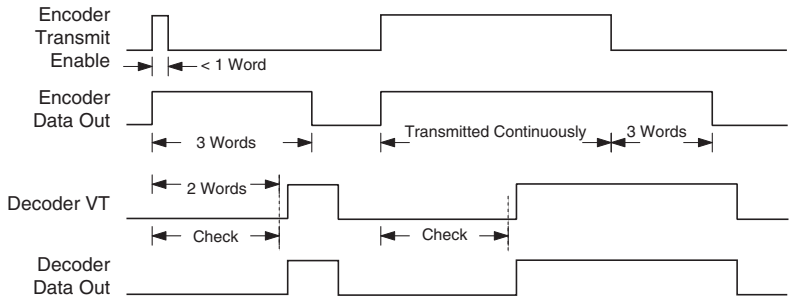 Encoder
Transmit
Enable
< 1 Word
Encoder
Data Out
3 Words
Transmitted Continuously
3 Words
Decoder VT
2 Words
Check
Check
Decoder
Data Out